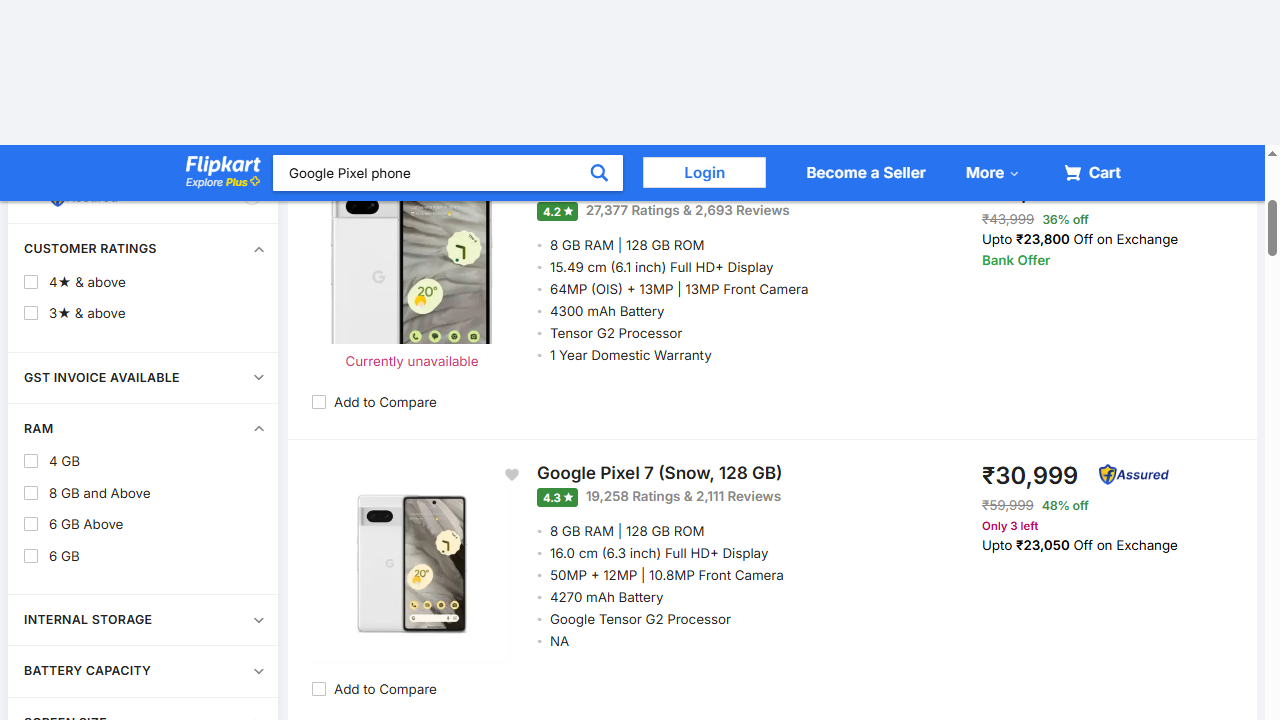 Flipkart
Explore Plus
Google Pixel phone
Login
Become a Seller
More
Cart
CUSTOMER RATINGS
4★ & above
3★ & above
GST INVOICE AVAILABLE
RAM
4 GB
8 GB and Above
6 GB Above
6 GB
INTERNAL STORAGE
BATTERY CAPACITY
4.2★ 27,377 Ratings & 2,693 Reviews
8 GB RAM | 128 GB ROM
15.49 cm (6.1 inch) Full HD+ Display
64MP (OIS) + 13MP | 13MP Front Camera
4300 mAh Battery
Tensor G2 Processor
1 Year Domestic Warranty
₹43,999 36% off
Upto ₹23,800 Off on Exchange
Bank Offer
20°
Currently unavailable
Add to Compare
Google Pixel 7 (Snow, 128 GB)
4.3★ 19,258 Ratings & 2,111 Reviews
8 GB RAM | 128 GB ROM
16.0 cm (6.3 inch) Full HD+ Display
50MP + 12MP | 10.8MP Front Camera
4270 mAh Battery
Google Tensor G2 Processor
NA
₹30,999 Assured
₹59,999 48% off
Only 3 left
Upto ₹23,050 Off on Exchange
20°
Add to Compare